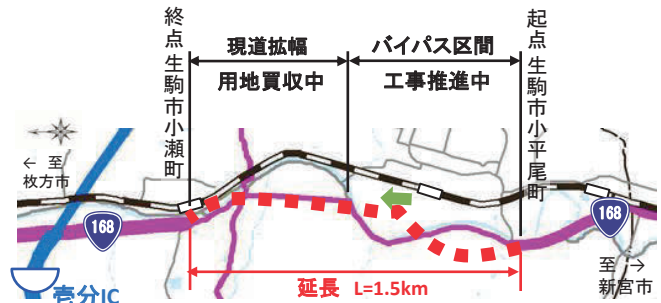 終点 生駒市小瀬町
現道拡幅
用地買収中
バイパス区間
工事推進中
起点 生駒市小平尾町
← 至
枚方市
168
168
至 →
新宮市
壱分IC
延長 L=1.5km